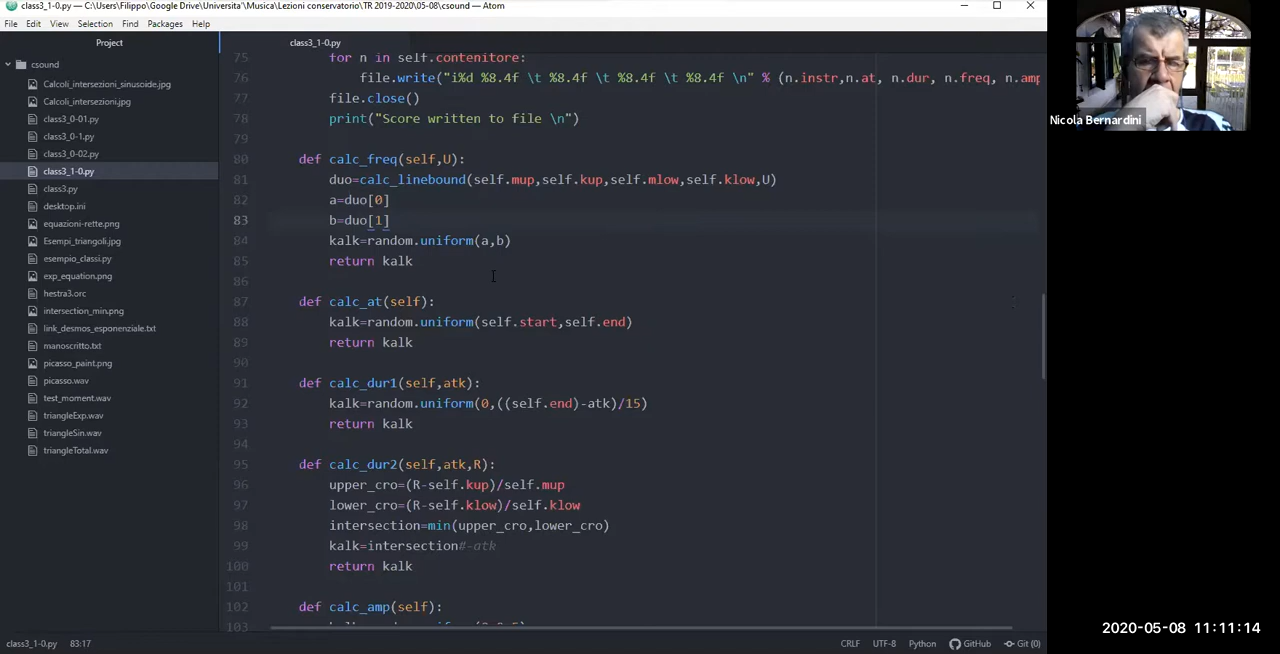 class3_1-0.py — C:\Users\Filippo\Google Drive\Universita'\Musica\Lezioni conservatorio\TR 2019-2020\05-08\csound — Atom
File Edit View Selection Find Packages Help
Project
class3_1-0.py
csound
Calcoli_intersezioni_sinusoide.jpg
Calcoli_intersezioni.jpg
class3_0-01.py
class3_0-1.py
class3_0-02.py
class3_1-0.py
class3.py
desktop.ini
equazioni-rette.png
Esempi_triangoli.jpg
esempio_classi.py
exp_equation.png
hestra3.orc
intersection_min.png
link_desmos_esponenziale.txt
manoscritto.txt
picasso_paint.png
picasso.wav
test_moment.wav
triangleExp.wav
triangleSin.wav
triangleTotal.wav
75 for n in self.contenitore:
76 file.write("i%d %8.4f \t %8.4f \t %8.4f \t %8.4f \n" % (n.instr,n.at, n.dur, n.freq, n.amp
77 file.close()
78 print("Score written to file \n")
79
80 def calc_freq(self,U):
81 duo=calc_linebound(self.mup,self.kup,self.mlow,self.klow,U)
82 a=duo[0]
83 b=duo[1]
84 kalk=random.uniform(a,b)
85 return kalk
86
87 def calc_at(self):
88 kalk=random.uniform(self.start,self.end)
89 return kalk
90
91 def calc_dur1(self,atk):
92 kalk=random.uniform(0,((self.end)-atk)/15)
93 return kalk
94
95 def calc_dur2(self,atk,R):
96 upper_cro=(R-self.kup)/self.mup
97 lower_cro=(R-self.klow)/self.klow
98 intersection=min(upper_cro,lower_cro)
99 kalk=intersection#-atk
100 return kalk
101
102 def calc_amp(self):
103
class3_1-0.py 83:17
CRLF UTF-8 Python GitHub Git (0)
Nicola Bernardini
2020-05-08 11:11:14